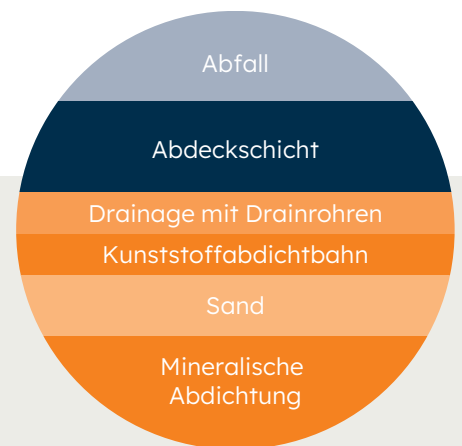 Abfall
Abdeckschicht
Drainage mit Drainrohren
Kunststoffabdichtbahn
Sand
Mineralische
Abdichtung